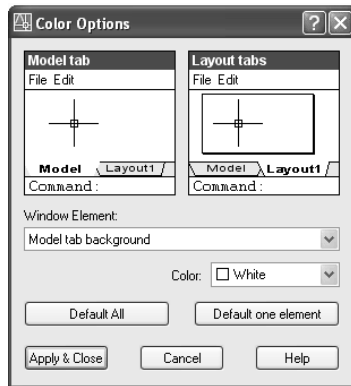 Color Options
Model tab
File Edit
Model Layout1
Command:
Layout tabs
File Edit
Model Layout1
Command:
Window Element:
Model tab background
Color: White
Default All
Default one element
Apply & Close
Cancel
Help